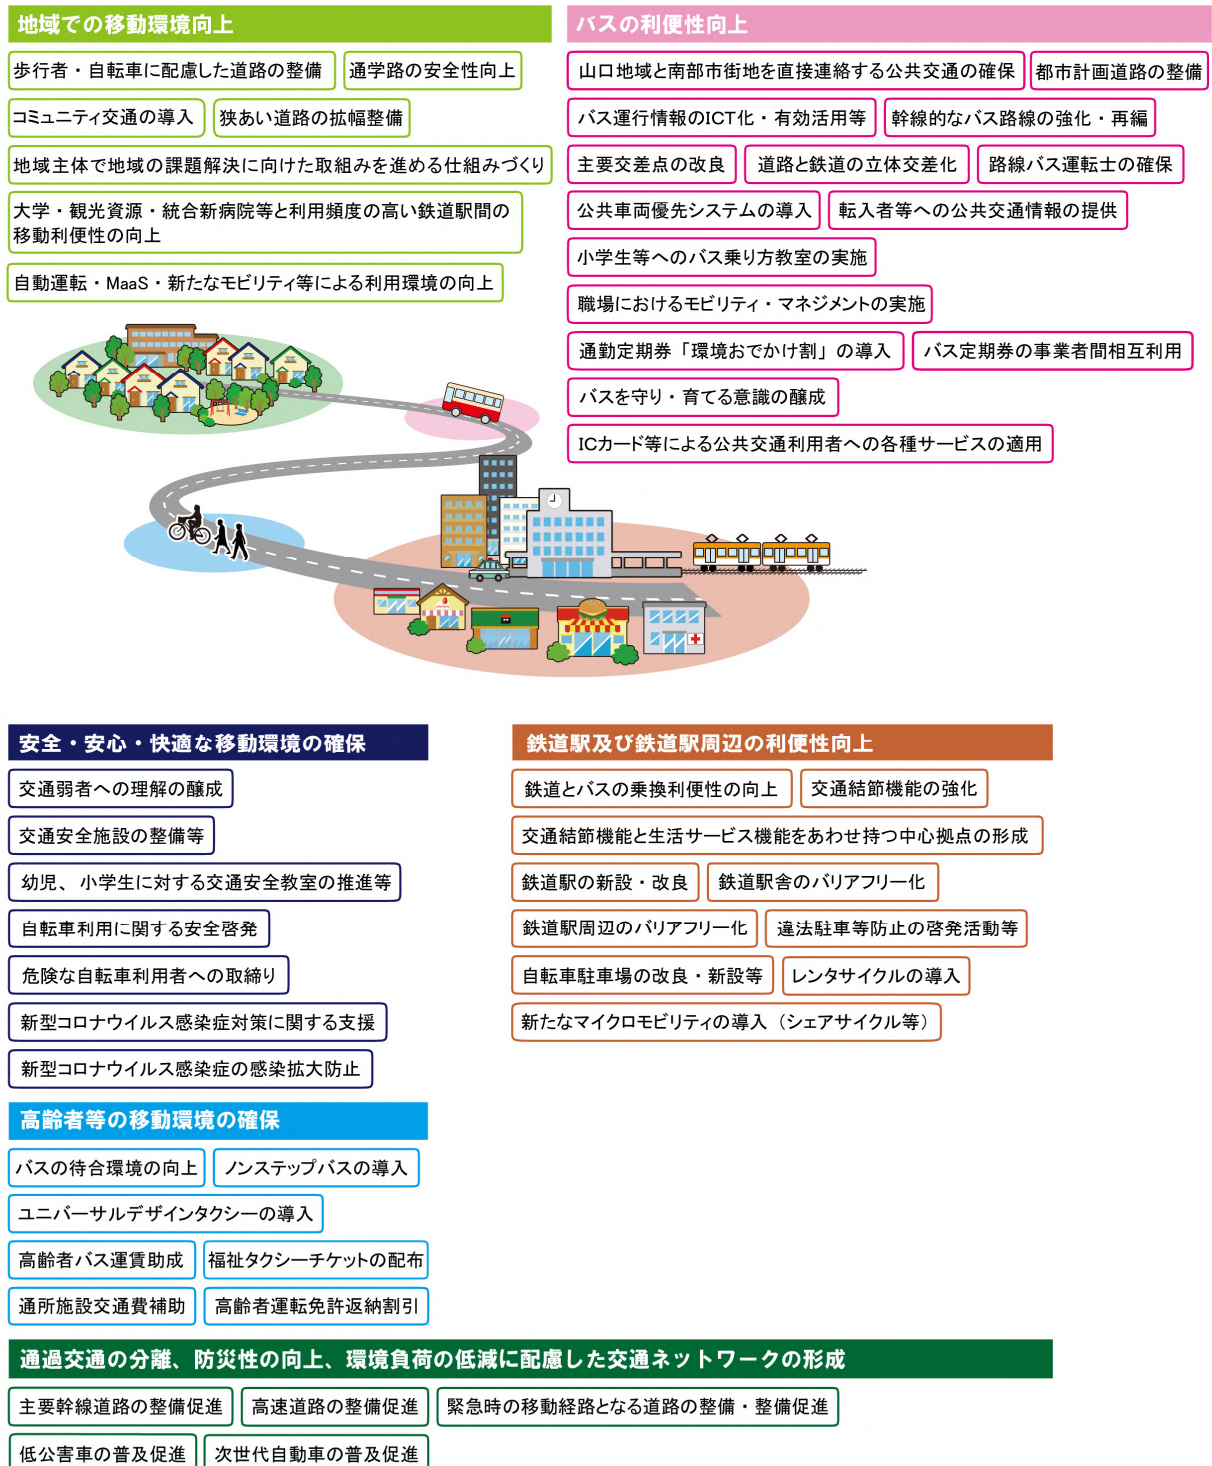 地域での移動環境向上
歩行者・自転車に配慮した道路の整備
通学路の安全性向上
コミュニティ交通の導入
狭あい道路の拡幅整備
地域主体で地域の課題解決に向けた取組みを進める仕組みづくり
大学・観光資源・統合新病院等と利用頻度の高い鉄道駅間の
移動利便性の向上
自動運転・MaaS・新たなモビリティ等による利用環境の向上
バスの利便性向上
山口地域と南部市街地を直接連絡する公共交通の確保
都市計画道路の整備
バス運行情報のICT化・有効活用等
幹線的なバス路線の強化・再編
主要交差点の改良
道路と鉄道の立体交差化
路線バス運転士の確保
公共車両優先システムの導入
転入者等への公共交通情報の提供
小学生等へのバス乗り方教室の実施
職場におけるモビリティ・マネジメントの実施
通勤定期券「環境おでかけ割」の導入
バス定期券の事業者間相互利用
バスを守り・育てる意識の醸成
ICカード等による公共交通利用者への各種サービスの適用
安全・安心・快適な移動環境の確保
交通弱者への理解の醸成
交通安全施設の整備等
幼児、小学生に対する交通安全教室の推進等
自転車利用に関する安全啓発
危険な自転車利用者への取締り
新型コロナウイルス感染症対策に関する支援
新型コロナウイルス感染症の感染拡大防止
鉄道駅及び鉄道駅周辺の利便性向上
鉄道とバスの乗換利便性の向上
交通結節機能の強化
交通結節機能と生活サービス機能をあわせ持つ中心拠点の形成
鉄道駅の新設・改良
鉄道駅舎のバリアフリー化
鉄道駅周辺のバリアフリー化
違法駐車等防止の啓発活動等
自転車駐車場の改良・新設等
レンタサイクルの導入
新たなマイクロモビリティの導入（シェアサイクル等）
高齢者等の移動環境の確保
バスの待合環境の向上
ノンステップバスの導入
ユニバーサルデザインタクシーの導入
高齢者バス運賃助成
福祉タクシーチケットの配布
通所施設交通費補助
高齢者運転免許返納割引
通過交通の分離、防災性の向上、環境負荷の低減に配慮した交通ネットワークの形成
主要幹線道路の整備促進
高速道路の整備促進
緊急時の移動経路となる道路の整備・整備促進
低公害車の普及促進
次世代自動車の普及促進